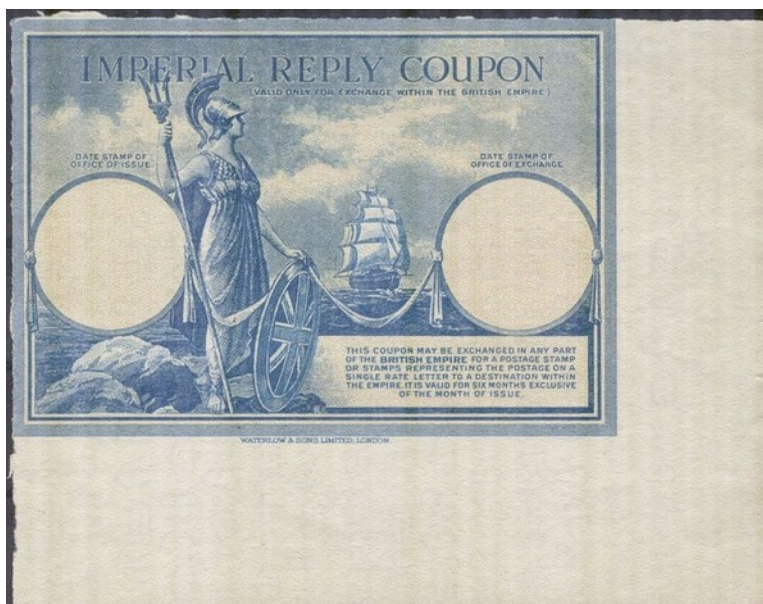 IMPERIAL REPLY COUPON
(VALID ONLY FOR EXCHANGE WITHIN THE BRITISH EMPIRE)
DATE STAMP OF
OFFICE OF ISSUE
DATE STAMP OF
OFFICE OF EXCHANGE
THIS COUPON MAY BE EXCHANGED IN ANY PART
OF THE BRITISH EMPIRE FOR A POSTAGE STAMP
OR STAMPS REPRESENTING THE POSTAGE ON A
SINGLE RATE LETTER TO A DESTINATION WITHIN
THE EMPIRE. IT IS VALID FOR SIX MONTHS EXCLUSIVE
OF THE MONTH OF ISSUE.
WATERLOW & SONS LIMITED, LONDON.